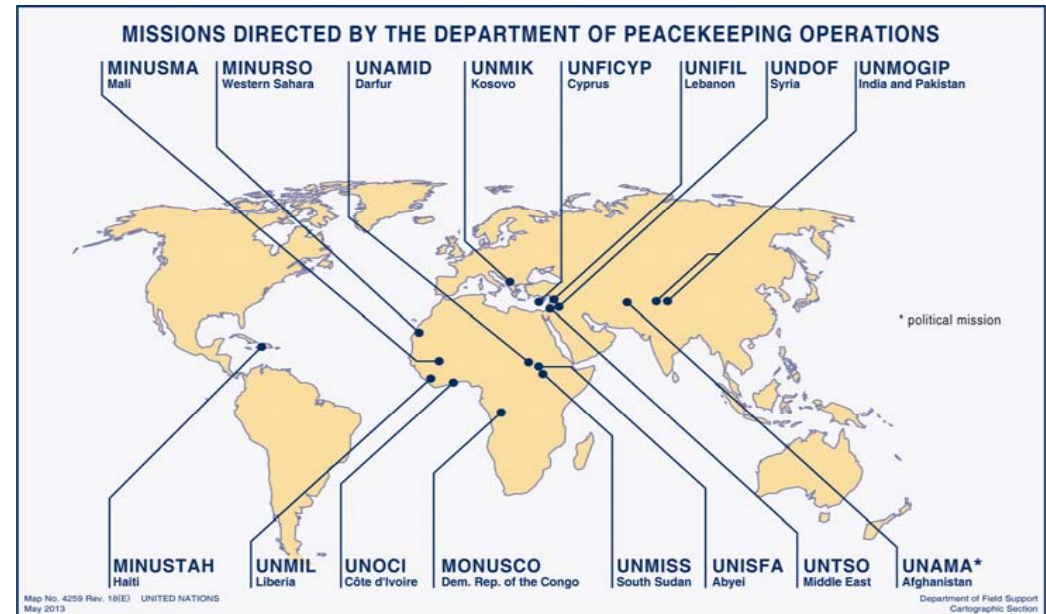 MISSIONS DIRECTED BY THE DEPARTMENT OF PEACEKEEPING OPERATIONS
MINUSMA
Mali
MINURSO
Western Sahara
UNAMID
Darfur
UNMIK
Kosovo
UNFICYP
Cyprus
UNIFIL
Lebanon
UNDOF
Syria
UNMOGIP
India and Pakistan
* political mission
MINUSTAH
Haiti
UNMIL
Liberia
UNOCI
Côte d'Ivoire
MONUSCO
Dem. Rep. of the Congo
UNMISS
South Sudan
UNISFA
Abyei
UNTSO
Middle East
UNAMA*
Afghanistan
Map No. 4259 Rev. 18(E) UNITED NATIONS
May 2013
Department of Field Support
Cartographic Section